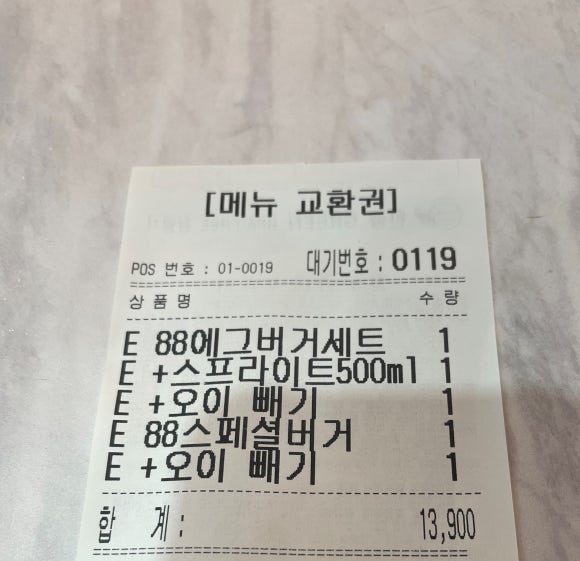 [메뉴 교환권]
POS 번호 : 01-0019 대기번호 : 0119
상 품 명 수 량
E 88에그버거세트 1
E +스프라이트500ml 1
E +오이 빼기 1
E 88스페셜버거 1
E +오이 빼기 1
합 계 : 13,900